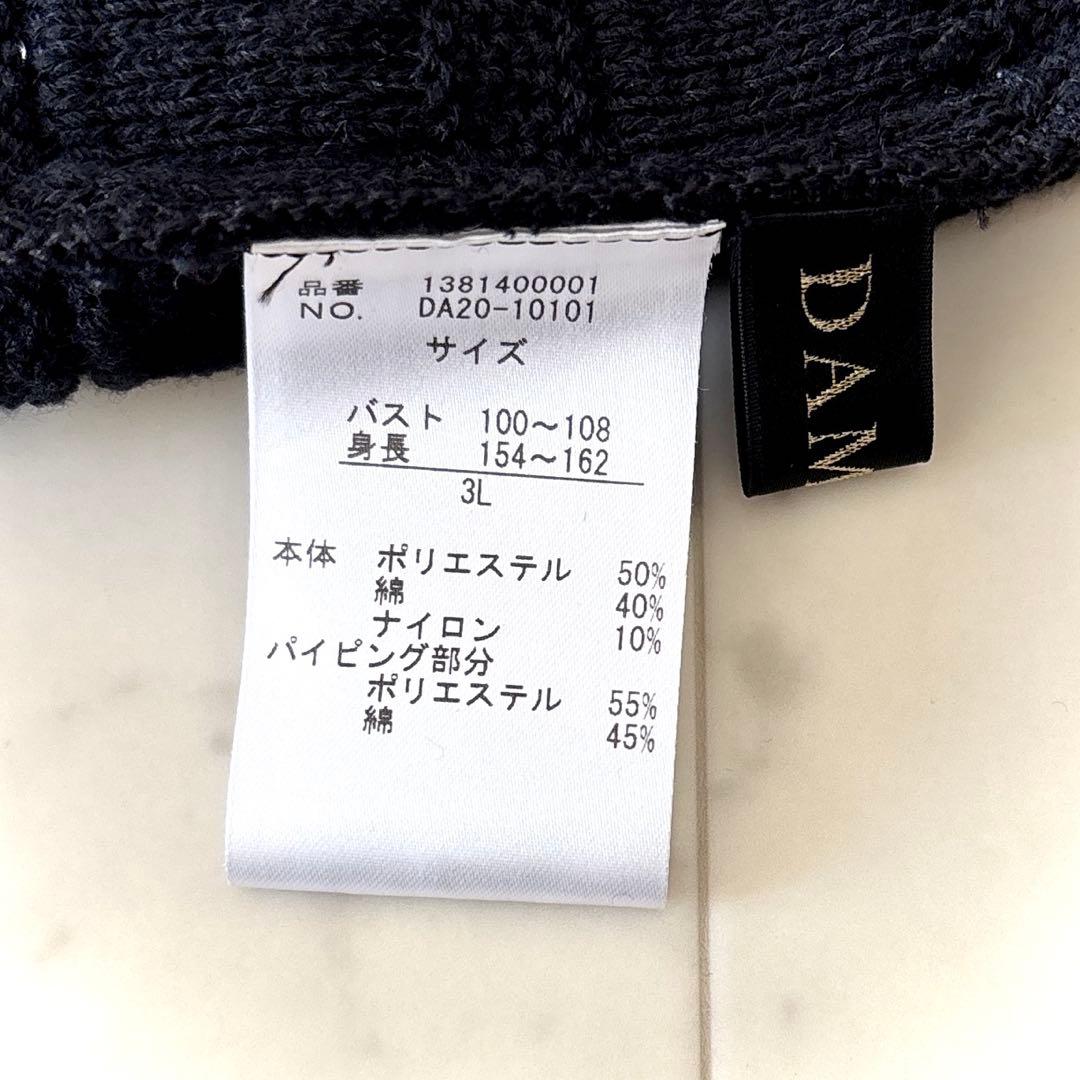 品番 1381400001
NO. DA20-10101
サイズ
バスト 100～108
身長 154～162
3L
本体 ポリエステル 50%
綿 40%
ナイロン 10%
パイピング部分
ポリエステル 55%
綿 45%
DAM